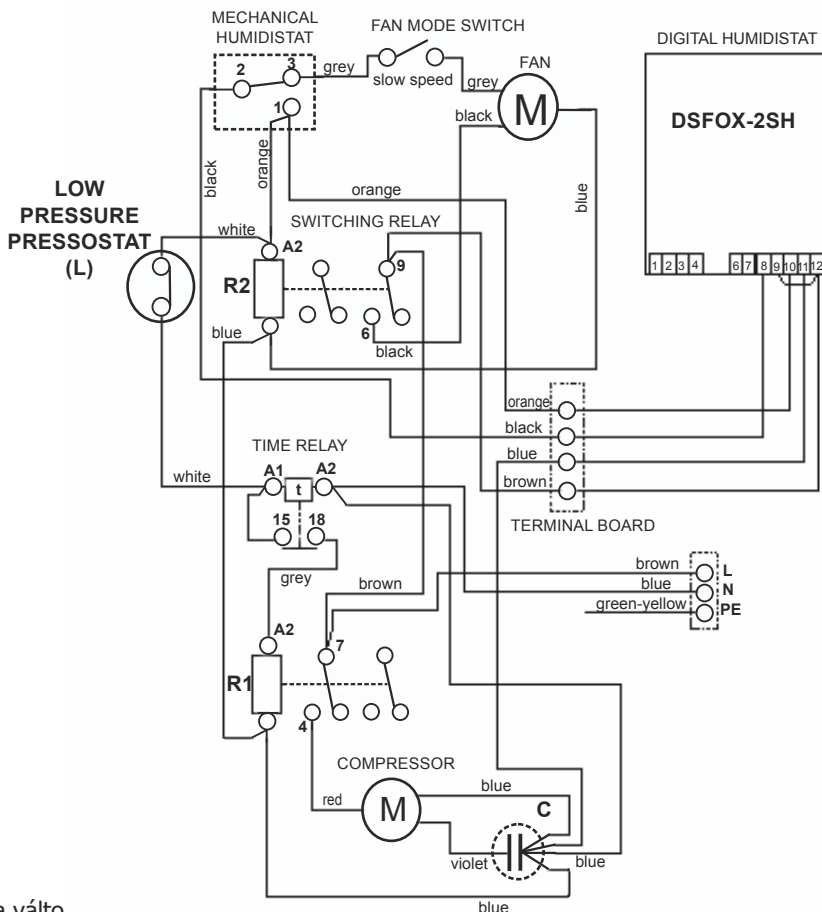 MECHANICAL
HUMIDISTAT
FAN MODE SWITCH
DIGITAL HUMIDISTAT
2
3
grey
slow speed
grey
FAN
M
1
black
black
orange
orange
blue
DSFOX-2SH
LOW
PRESSURE
PRESSOSTAT
(L)
white
SWITCHING RELAY
A2
9
R2
1 2 3 4 6 7 8 9 10 11 12
blue
6
black
orange
black
blue
brown
TERMINAL BOARD
TIME RELAY
white
A1
t
A2
15
18
grey
brown
brown
L
blue
N
green-yellow
PE
A2
7
R1
4
COMPRESSOR
red
M
blue
C
violet
blue
blue
a válto